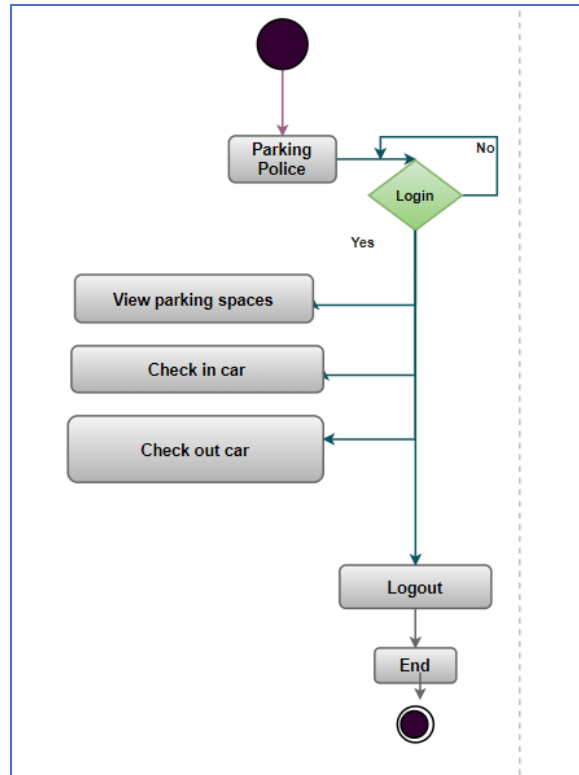 Parking
Police
No
Login
Yes
View parking spaces
Check in car
Check out car
Logout
End